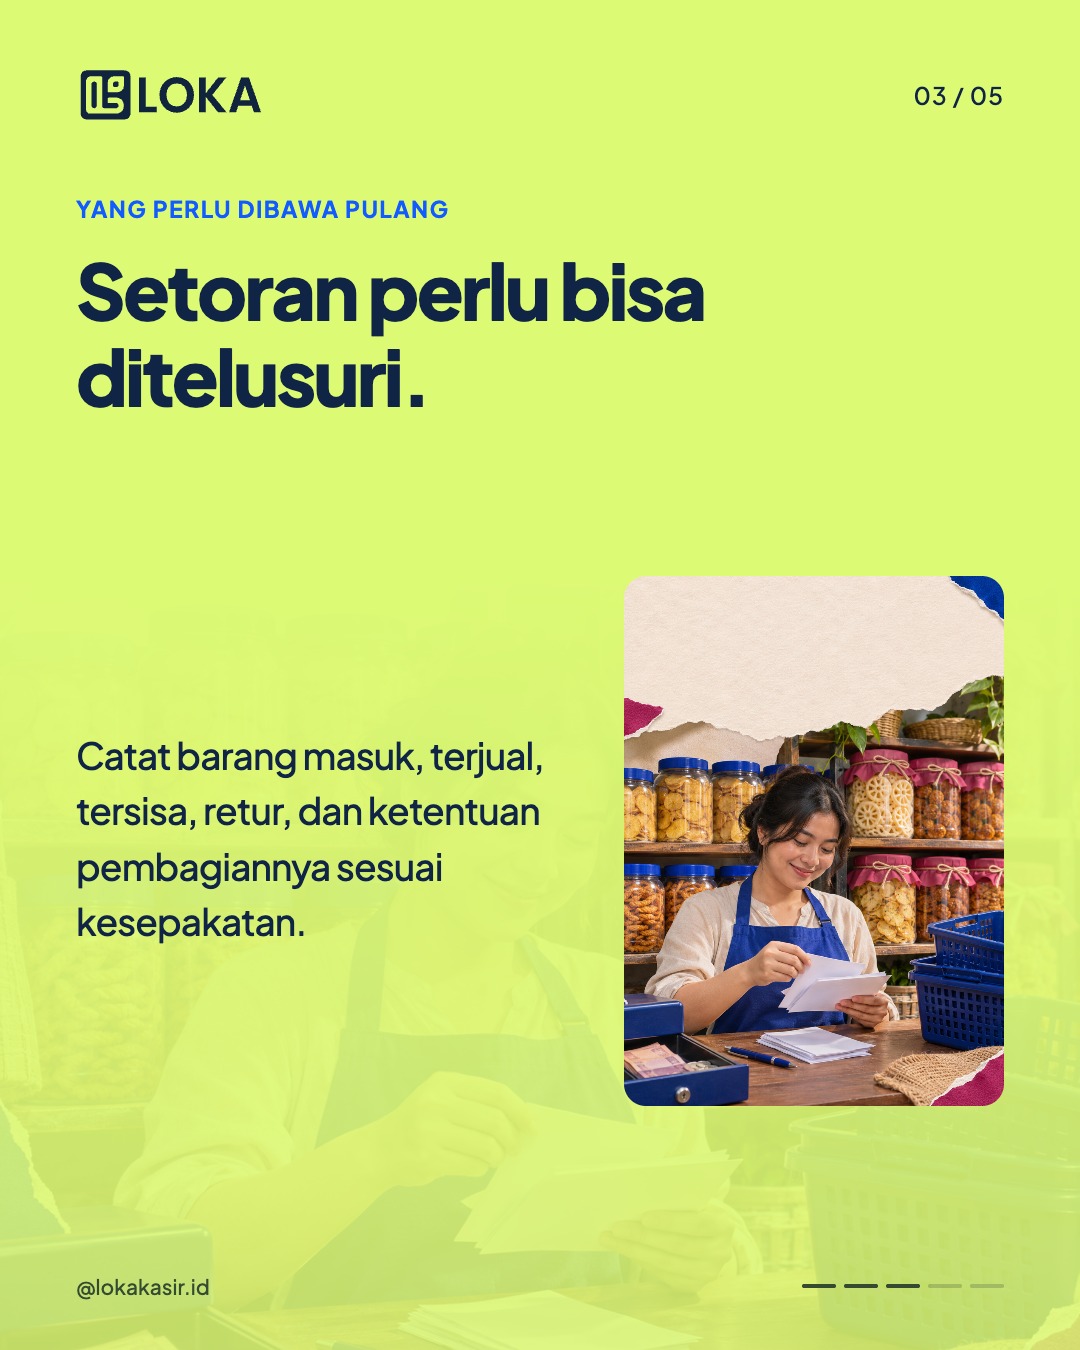 LOKA
03 / 05
YANG PERLU DIBAWA PULANG
Setoran perlu bisa
ditelusuri.
Catat barang masuk, terjual,
tersisa, retur, dan ketentuan
pembagiannya sesuai
kesepakatan.
@lokakasir.id